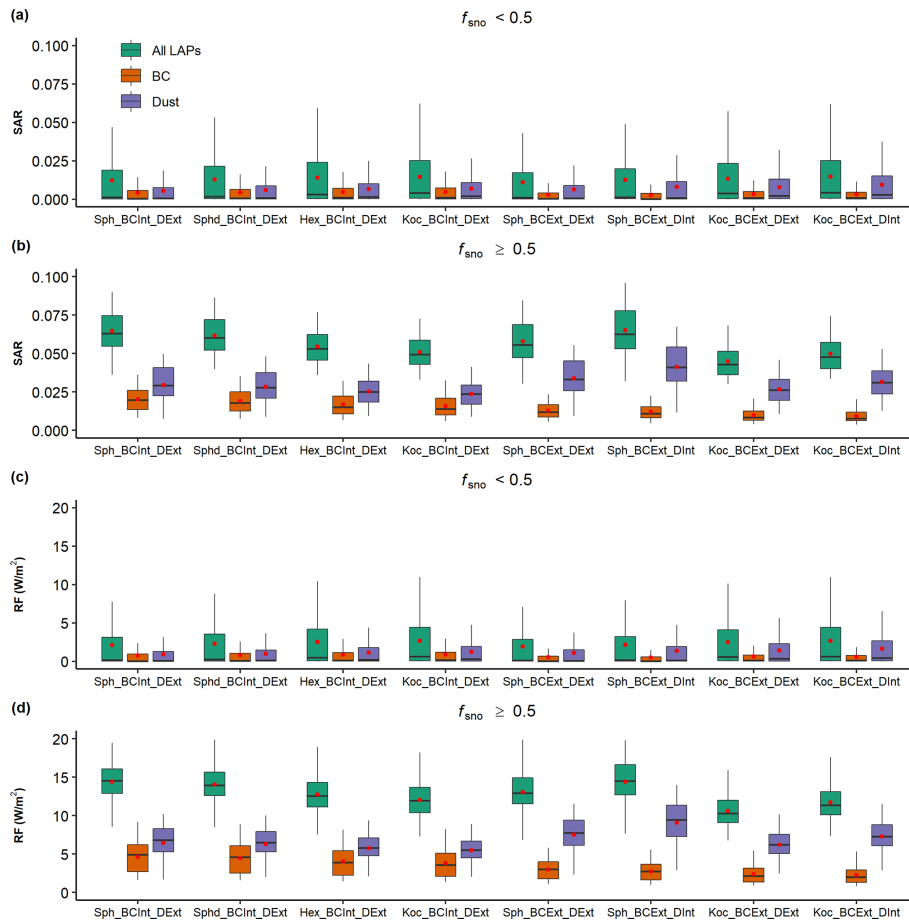 (a)
fsno < 0.5
0.100
0.075
0.050
0.025
0.000
SAR
All LAPs
BC
Dust
Sph_BCInt_DExt Sphd_BCInt_DExt Hex_BCInt_DExt Koc_BCInt_DExt Sph_BCExt_DExt Sph_BCExt_DInt Koc_BCExt_DExt Koc_BCExt_DInt
(b)
fsno ≥ 0.5
0.100
0.075
0.050
0.025
0.000
SAR
Sph_BCInt_DExt Sphd_BCInt_DExt Hex_BCInt_DExt Koc_BCInt_DExt Sph_BCExt_DExt Sph_BCExt_DInt Koc_BCExt_DExt Koc_BCExt_DInt
(c)
fsno < 0.5
20
15
10
5
0
RF (W/m²)
Sph_BCInt_DExt Sphd_BCInt_DExt Hex_BCInt_DExt Koc_BCInt_DExt Sph_BCExt_DExt Sph_BCExt_DInt Koc_BCExt_DExt Koc_BCExt_DInt
(d)
fsno ≥ 0.5
20
15
10
5
0
RF (W/m²)
Sph_BCInt_DExt Sphd_BCInt_DExt Hex_BCInt_DExt Koc_BCInt_DExt Sph_BCExt_DExt Sph_BCExt_DInt Koc_BCExt_DExt Koc_BCExt_DInt